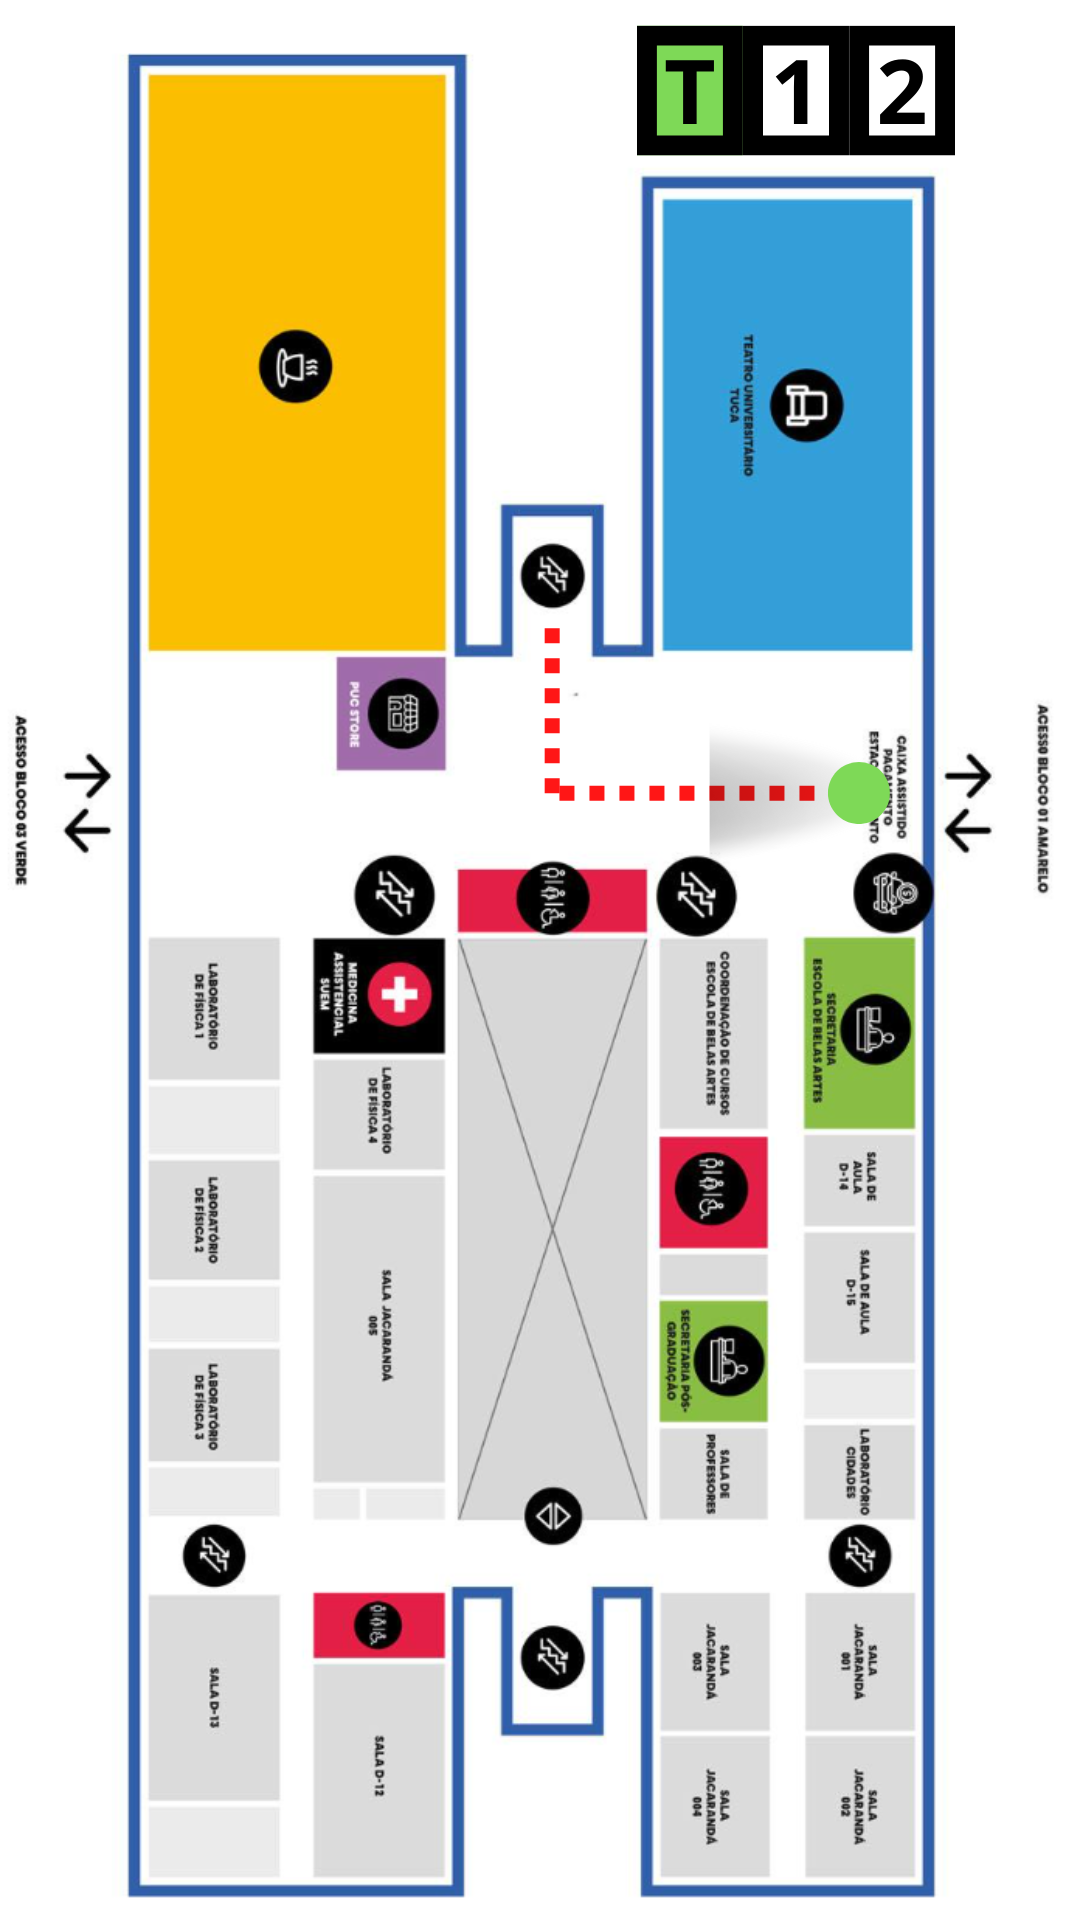 T 1 2
TEATRO UNIVERSITÁRIO
TUCA
PUC STORE
ACESSO BLOCO 03 VERDE
ACESSO BLOCO 01 AMARELO
CAIXA ASSISTIDO
PAGAMENTO
MEDICINA
ASSISTENCIAL
SUEM
LABORATÓRIO
DE FÍSICA 1
LABORATÓRIO
DE FÍSICA 4
LABORATÓRIO
DE FÍSICA 2
SALA JACARANDÁ
005
LABORATÓRIO
DE FÍSICA 3
COORDENAÇÃO DE CURSOS
ESCOLA DE BELAS ARTES
SECRETARIA
ESCOLA DE BELAS ARTES
SALA DE
AULA
D-14
SALA DE AULA
D-15
SECRETARIA PÓS-
GRADUAÇÃO
SALA DE
PROFESSORES
LABORATÓRIO
CIDADES
SALA D-13
SALA D-12
SALA
JACARANDÁ
003
SALA
JACARANDÁ
001
SALA
JACARANDÁ
004
SALA
JACARANDÁ
002